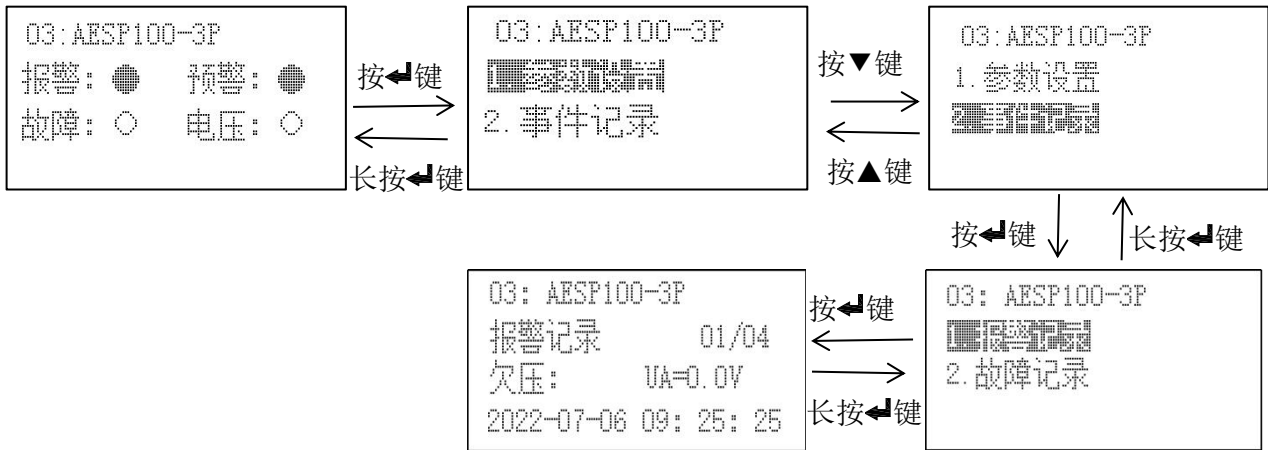 03:AESP100-3P
报警: 预警:
故障: 电压:
按键
长按键
03:AESP100-3P
1.参数设置
2.事件记录
按▼键
按▲键
03:AESP100-3P
1.参数设置
2.事件记录
按键
长按键
03: AESP100-3P
报警记录 01/04
欠压: UA=0.0V
2022-07-06 09: 25: 25
按键
长按键
03: AESP100-3P
1.报警记录
2.故障记录